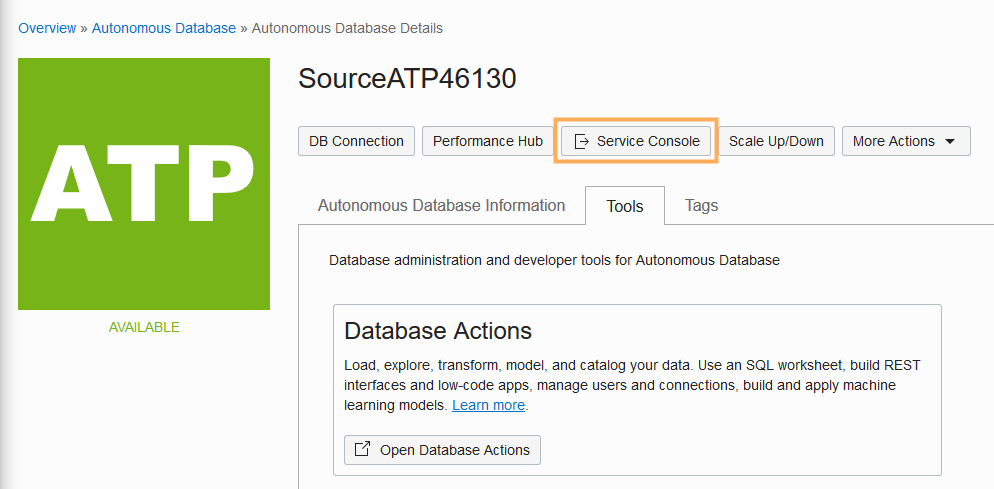 Overview » Autonomous Database » Autonomous Database Details
ATP
AVAILABLE
SourceATP46130
DB Connection Performance Hub Service Console Scale Up/Down More Actions
Autonomous Database Information Tools Tags
Database administration and developer tools for Autonomous Database
Database Actions
Load, explore, transform, model, and catalog your data. Use an SQL worksheet, build REST
interfaces and low-code apps, manage users and connections, build and apply machine
learning models. Learn more.
Open Database Actions